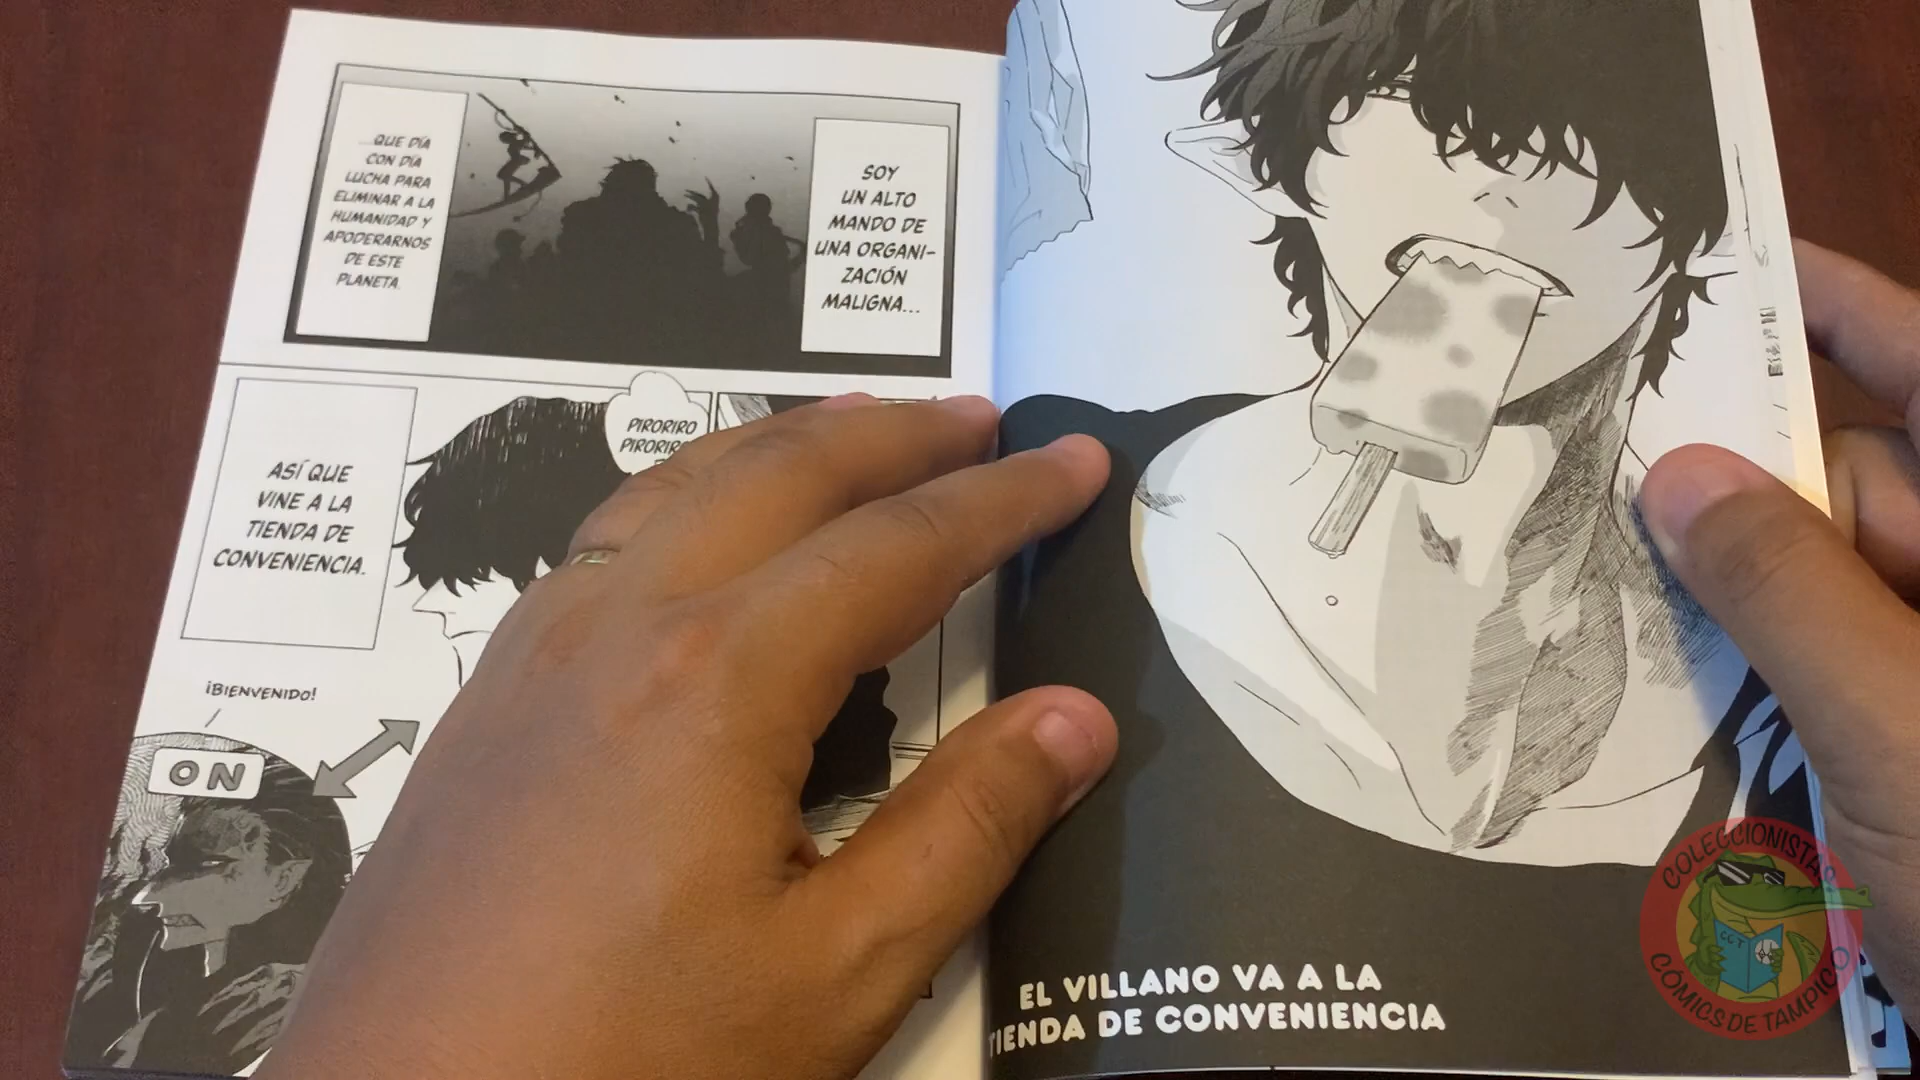 SOY
UN ALTO
MANDO DE
UNA ORGANI-
ZACIÓN
MALIGNA...
...QUE DÍA
CON DÍA
LUCHA PARA
ELIMINAR A LA
HUMANIDAD Y
APODERARNOS
DE ESTE
PLANETA.
PIRORIRO
PIRORIRO
ASÍ QUE
VINE A LA
TIENDA DE
CONVENIENCIA.
¡BIENVENIDO!
ON
EL VILLANO VA A LA
TIENDA DE CONVENIENCIA
COLECCIONISTAS
CCT
CÓMICS DE TAMPICO